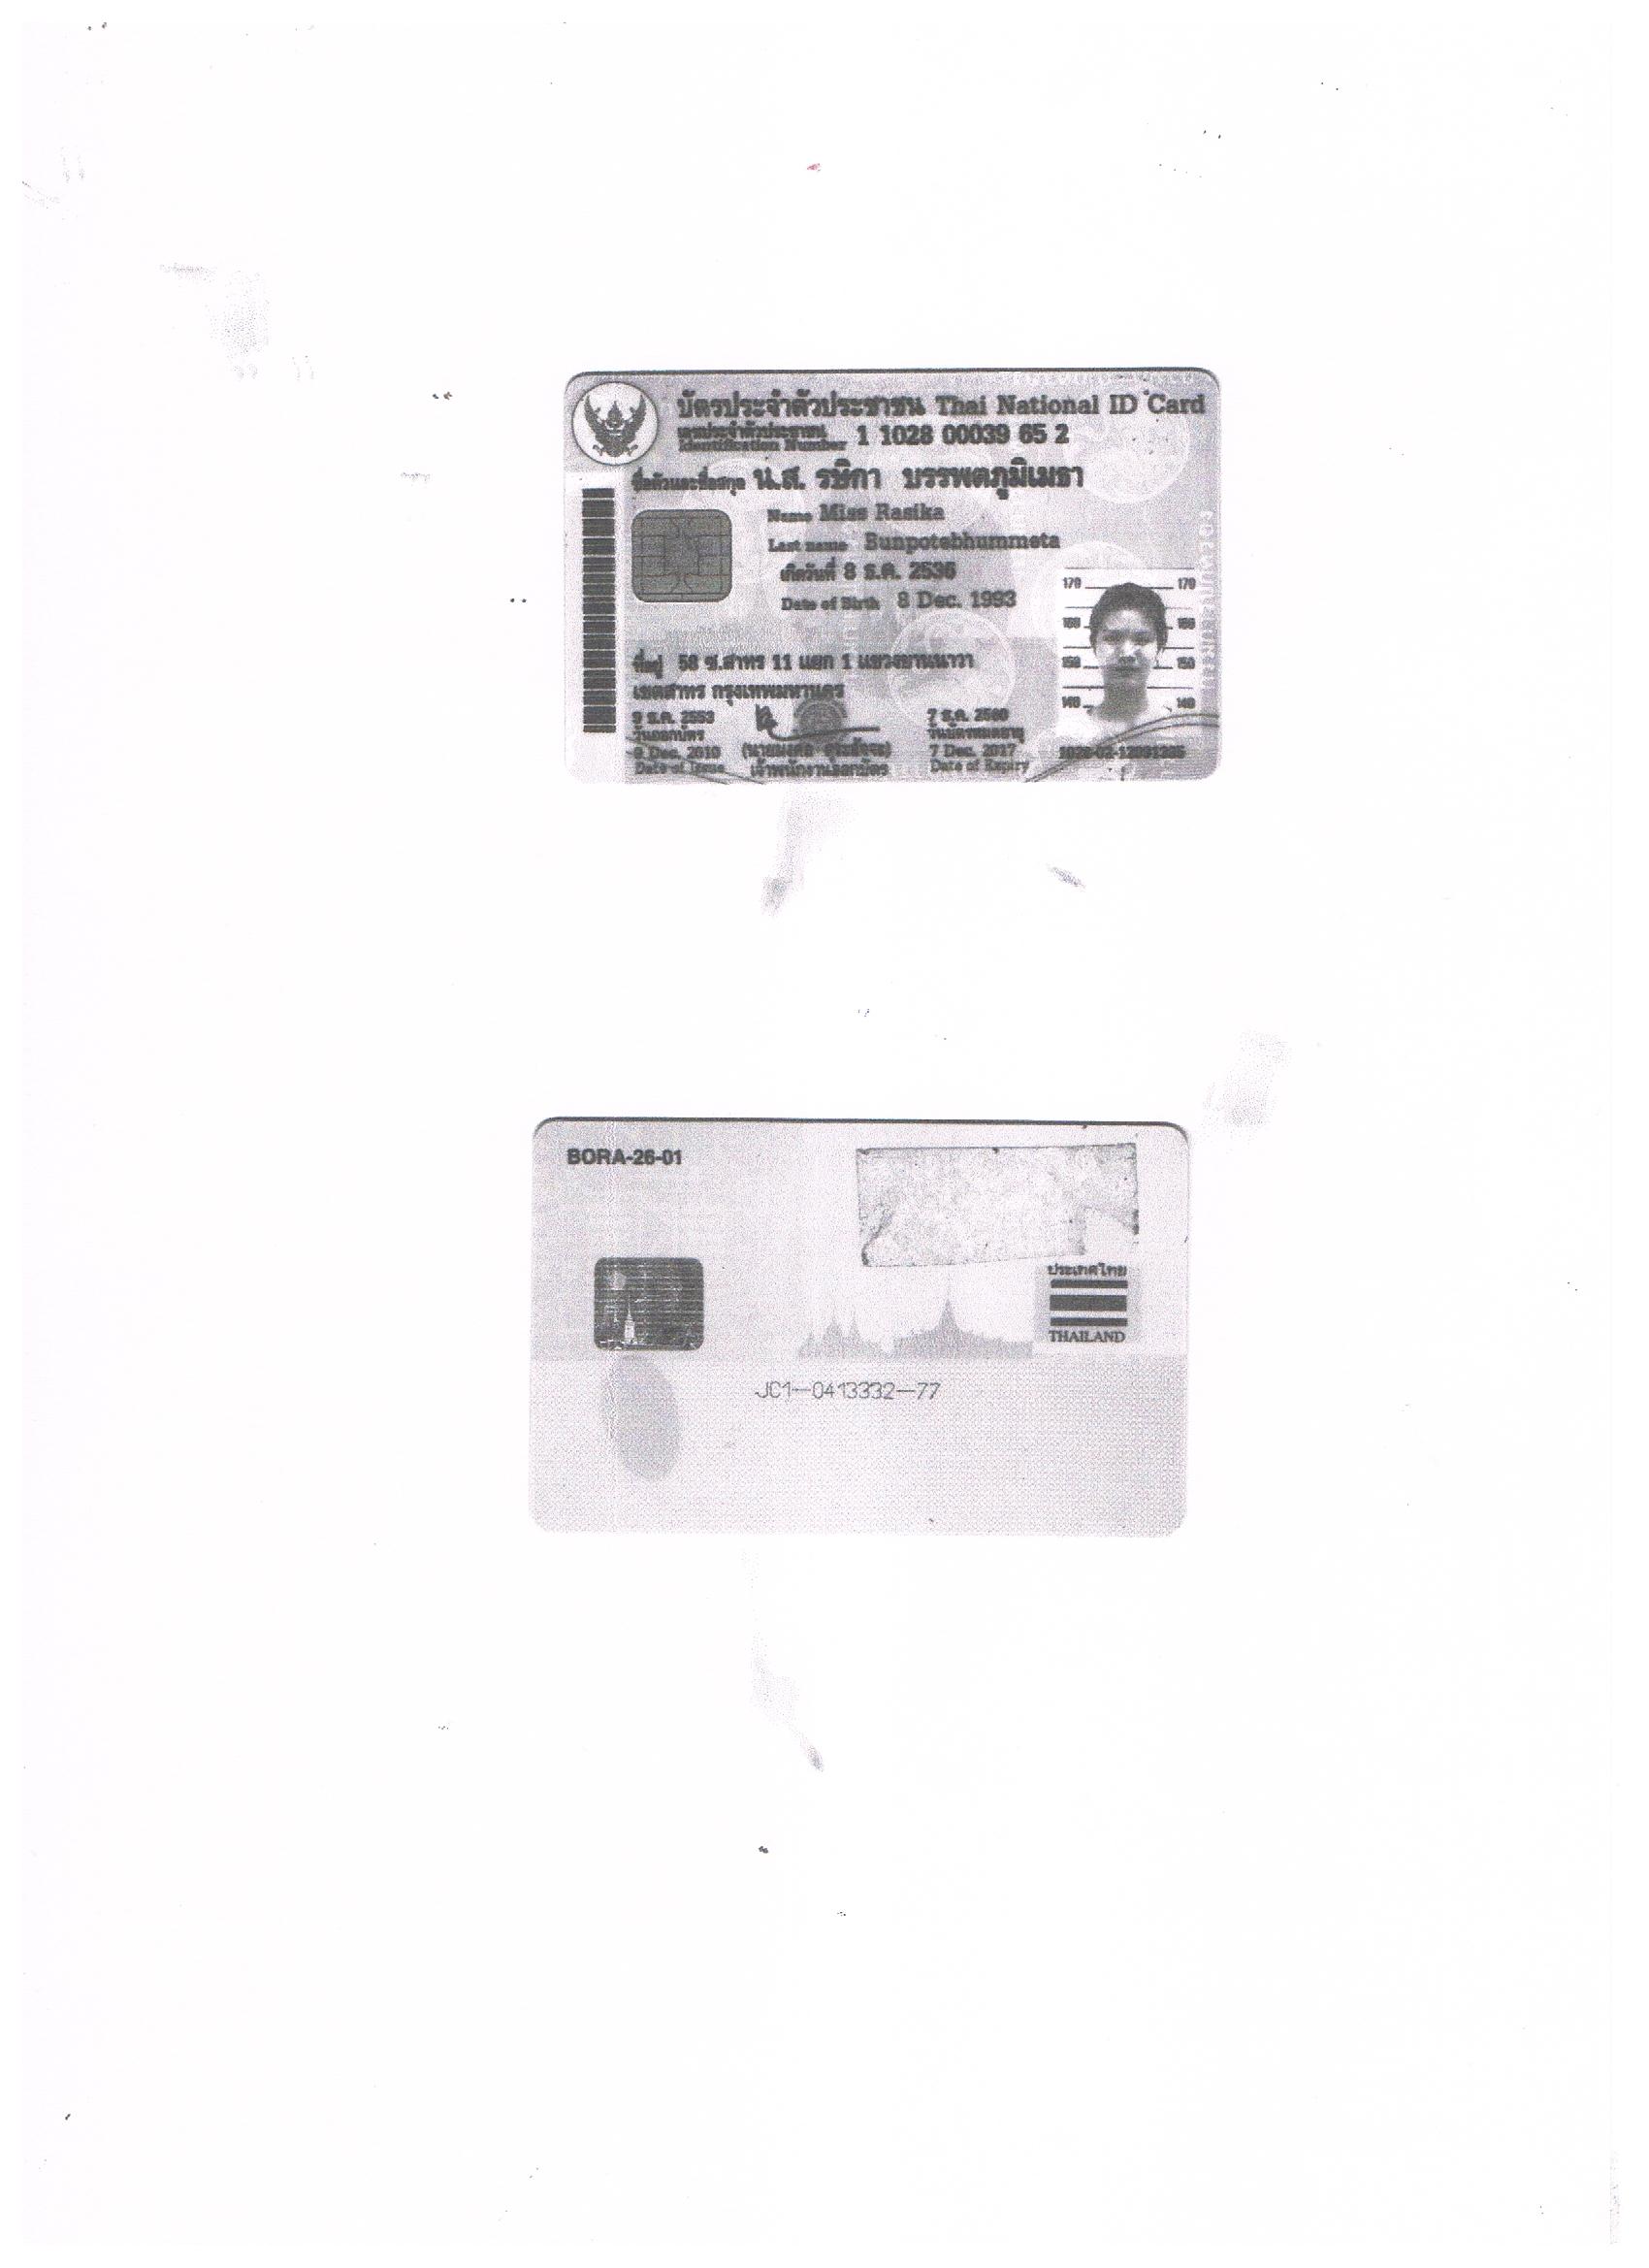 บัตรประจำตัวประชาชน Thai National ID Card
เลขประจำตัวประชาชน
Identification Number 1 1028 00039 65 2
ชื่อตัวและชื่อสกุล น.ส. รษิกา บรรพตภูมิเมธา
Name Miss Rasika
Last name Bunpotebhummeta
เกิดวันที่ 8 ธ.ค. 2536
Date of Birth 8 Dec. 1993
170 170
160 160
150 150
140 140
ที่อยู่ 58 ซ.สาทร 11 แยก 1 แขวงยานนาวา
เขตสาทร กรุงเทพมหานคร
9 ธ.ค. 2553
วันออกบัตร
9 Dec. 2010
Date of Issue
เจ้าพนักงานออกบัตร
7 ธ.ค. 2560
วันบัตรหมดอายุ
7 Dec. 2017
Date of Expiry
BORA-26-01
ประเทศไทย
THAILAND
JC1-0413332-77